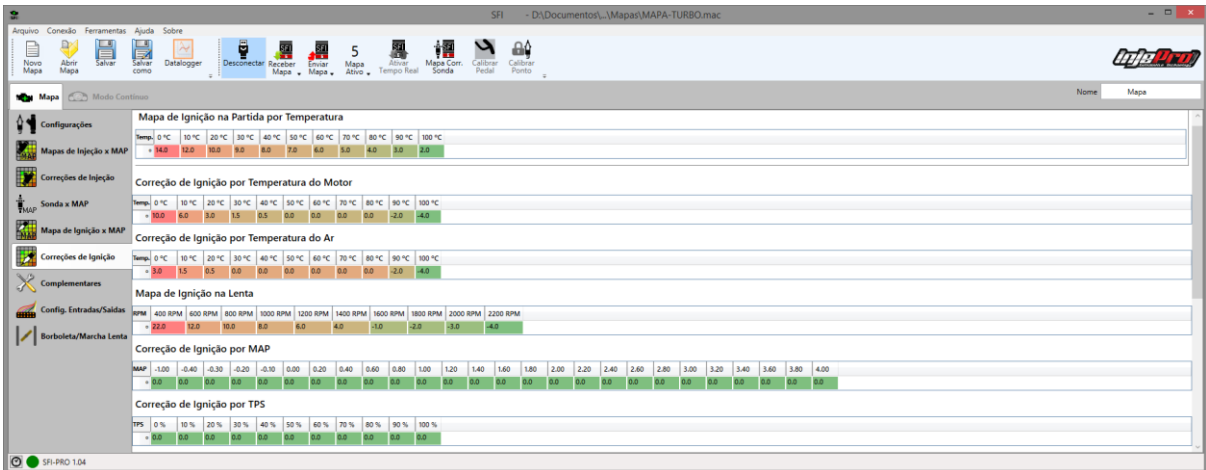 SFI - D:\Documentos\...\Mapas\MAPA-TURBO.mac
Arquivo Conexão Ferramentas Ajuda Sobre
Novo Mapa Abrir Mapa Salvar Salvar como Datalogger Desconectar Receber Mapa Enviar Mapa 5 Mapa Ativo Ativar Tempo Real Mapa Corr. Sonda Calibrar Pedal Calibrar Ponto InjePro
Mapa Modo Contínuo Nome Mapa
Configurações
Mapas de Injeção x MAP
Correções de Injeção
Sonda x MAP
Mapa de Ignição x MAP
Correções de Ignição
Complementares
Config. Entradas/Saídas
Borboleta/Marcha Lenta
Mapa de Ignição na Partida por Temperatura
Temp. 0 °C 10 °C 20 °C 30 °C 40 °C 50 °C 60 °C 70 °C 80 °C 90 °C 100 °C
° 14.0 12.0 10.0 9.0 8.0 7.0 6.0 5.0 4.0 3.0 2.0
Correção de Ignição por Temperatura do Motor
Temp. 0 °C 10 °C 20 °C 30 °C 40 °C 50 °C 60 °C 70 °C 80 °C 90 °C 100 °C
° 10.0 6.0 3.0 1.5 0.5 0.0 0.0 0.0 0.0 -2.0 -4.0
Correção de Ignição por Temperatura do Ar
Temp. 0 °C 10 °C 20 °C 30 °C 40 °C 50 °C 60 °C 70 °C 80 °C 90 °C 100 °C
° 3.0 1.5 0.5 0.0 0.0 0.0 0.0 0.0 0.0 -2.0 -4.0
Mapa de Ignição na Lenta
RPM 400 RPM 600 RPM 800 RPM 1000 RPM 1200 RPM 1400 RPM 1600 RPM 1800 RPM 2000 RPM 2200 RPM
° 22.0 12.0 10.0 8.0 6.0 4.0 -1.0 -2.0 -3.0 -4.0
Correção de Ignição por MAP
MAP -1.00 -0.40 -0.30 -0.20 -0.10 0.00 0.20 0.40 0.60 0.80 1.00 1.20 1.40 1.60 1.80 2.00 2.20 2.40 2.60 2.80 3.00 3.20 3.40 3.60 3.80 4.00
° 0.0 0.0 0.0 0.0 0.0 0.0 0.0 0.0 0.0 0.0 0.0 0.0 0.0 0.0 0.0 0.0 0.0 0.0 0.0 0.0 0.0 0.0 0.0 0.0 0.0 0.0
Correção de Ignição por TPS
TPS 0 % 10 % 20 % 30 % 40 % 50 % 60 % 70 % 80 % 90 % 100 %
° 0.0 0.0 0.0 0.0 0.0 0.0 0.0 0.0 0.0 0.0 0.0
SFI-PRO 1.04